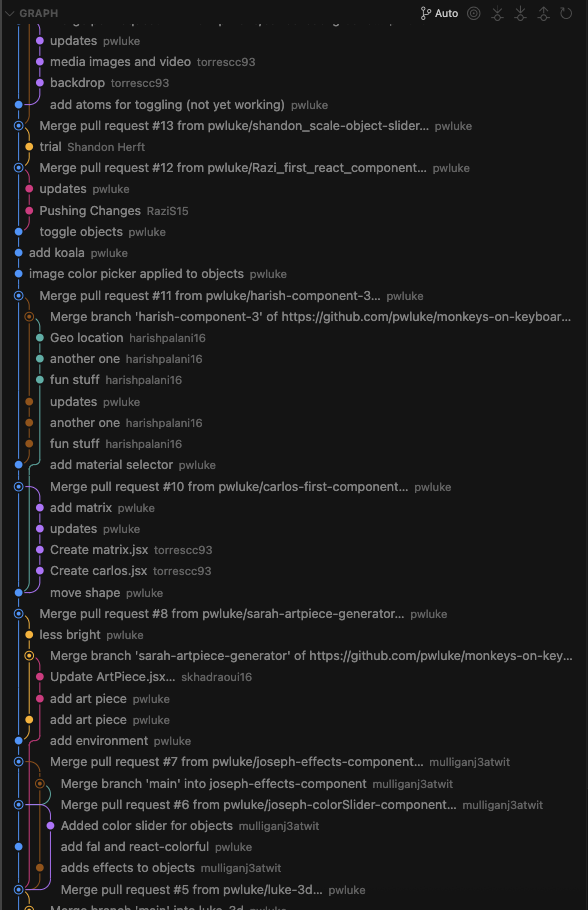 GRAPH Auto
updates pwluke
media images and video torrescc93
backdrop torrescc93
add atoms for toggling (not yet working) pwluke
Merge pull request #13 from pwluke/shandon_scale-object-slider... pwluke
trial Shandon Herft
Merge pull request #12 from pwluke/Razi_first_react_component... pwluke
updates pwluke
Pushing Changes RaziS15
toggle objects pwluke
add koala pwluke
image color picker applied to objects pwluke
Merge pull request #11 from pwluke/harish-component-3... pwluke
Merge branch 'harish-component-3' of https://github.com/pwluke/monkeys-on-keyboar...
Geo location harishpalani16
another one harishpalani16
fun stuff harishpalani16
updates pwluke
another one harishpalani16
fun stuff harishpalani16
add material selector pwluke
Merge pull request #10 from pwluke/carlos-first-component... pwluke
add matrix pwluke
updates pwluke
Create matrix.jsx torrescc93
Create carlos.jsx torrescc93
move shape pwluke
Merge pull request #8 from pwluke/sarah-artpiece-generator... pwluke
less bright pwluke
Merge branch 'sarah-artpiece-generator' of https://github.com/pwluke/monkeys-on-key...
Update ArtPiece.jsx... skhadraoui16
add art piece pwluke
add art piece pwluke
add environment pwluke
Merge pull request #7 from pwluke/joseph-effects-component... mulliganj3atwit
Merge branch 'main' into joseph-effects-component mulliganj3atwit
Merge pull request #6 from pwluke/joseph-colorSlider-component... mulliganj3atwit
Added color slider for objects mulliganj3atwit
add fal and react-colorful pwluke
adds effects to objects mulliganj3atwit
Merge pull request #5 from pwluke/luke-3d... pwluke
Merge branch 'main' into luke-3d pwluke